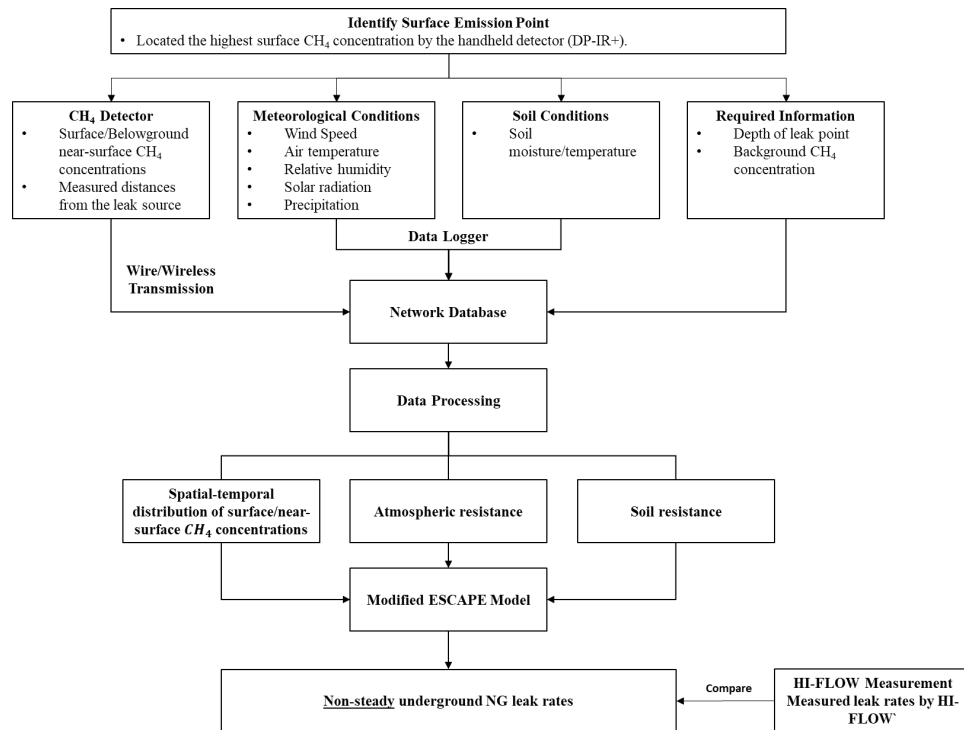 Identify Surface Emission Point
• Located the highest surface CH₄ concentration by the handheld detector (DP-IR+).
CH₄ Detector
• Surface/Belowground
near-surface CH₄
concentrations
• Measured distances
from the leak source
Meteorological Conditions
• Wind Speed
• Air temperature
• Relative humidity
• Solar radiation
• Precipitation
Soil Conditions
• Soil
moisture/temperature
Required Information
• Depth of leak point
• Background CH₄
concentration
Data Logger
Wire/Wireless
Transmission
Network Database
Data Processing
Spatial-temporal
distribution of surface/near-
surface CH₄ concentrations
Atmospheric resistance
Soil resistance
Modified ESCAPE Model
Non-steady underground NG leak rates
Compare
HI-FLOW Measurement
Measured leak rates by HI-
FLOW`